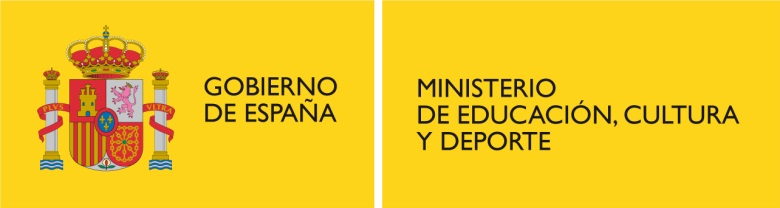 PLVS VLTRA
GOBIERNO
DE ESPAÑA
MINISTERIO
DE EDUCACIÓN, CULTURA
Y DEPORTE